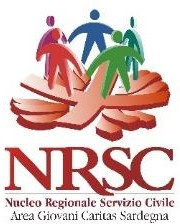 NRSC
Nucleo Regionale Servizio Civile
Area Giovani Caritas Sardegna